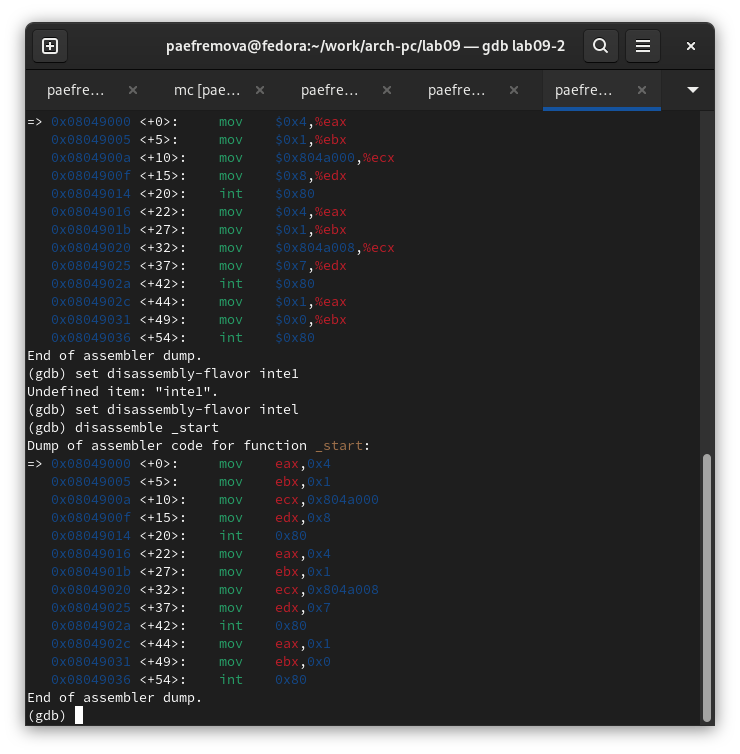 paefremova@fedora:~/work/arch-pc/lab09 — gdb lab09-2
paefre… × mc [pae… × paefre… × paefre… × paefre… ×
=> 0x08049000 <+0>: mov $0x4,%eax
0x08049005 <+5>: mov $0x1,%ebx
0x0804900a <+10>: mov $0x804a000,%ecx
0x0804900f <+15>: mov $0x8,%edx
0x08049014 <+20>: int $0x80
0x08049016 <+22>: mov $0x4,%eax
0x0804901b <+27>: mov $0x1,%ebx
0x08049020 <+32>: mov $0x804a008,%ecx
0x08049025 <+37>: mov $0x7,%edx
0x0804902a <+42>: int $0x80
0x0804902c <+44>: mov $0x1,%eax
0x08049031 <+49>: mov $0x0,%ebx
0x08049036 <+54>: int $0x80
End of assembler dump.
(gdb) set disassembly-flavor inte1
Undefined item: "inte1".
(gdb) set disassembly-flavor intel
(gdb) disassemble _start
Dump of assembler code for function _start:
=> 0x08049000 <+0>: mov eax,0x4
0x08049005 <+5>: mov ebx,0x1
0x0804900a <+10>: mov ecx,0x804a000
0x0804900f <+15>: mov edx,0x8
0x08049014 <+20>: int 0x80
0x08049016 <+22>: mov eax,0x4
0x0804901b <+27>: mov ebx,0x1
0x08049020 <+32>: mov ecx,0x804a008
0x08049025 <+37>: mov edx,0x7
0x0804902a <+42>: int 0x80
0x0804902c <+44>: mov eax,0x1
0x08049031 <+49>: mov ebx,0x0
0x08049036 <+54>: int 0x80
End of assembler dump.
(gdb)